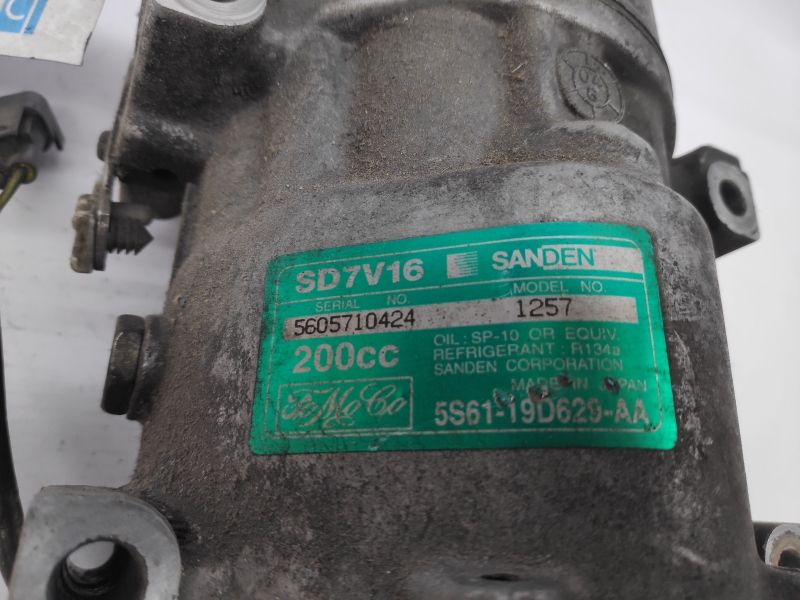 C
SD7V16 SANDEN
SERIAL NO. MODEL NO.
5605710424 1257
200cc OIL : SP-10 OR EQUIV.
REFRIGERANT : R134a
SANDEN CORPORATION
MADE IN JAPAN
FoMoCo 5S61-19D629-AA